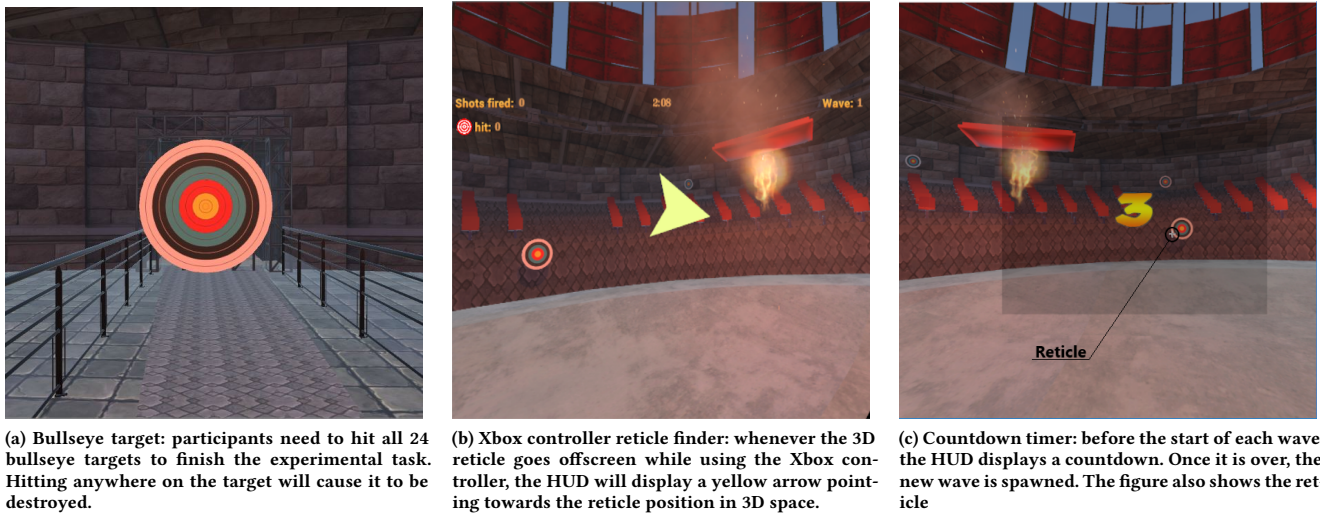 Shots fired: 0
2:08
Wave: 1
hit: 0
3
Reticle
(a) Bullseye target: participants need to hit all 24
bullseye targets to finish the experimental task.
Hitting anywhere on the target will cause it to be
destroyed.
(b) Xbox controller reticle finder: whenever the 3D
reticle goes offscreen while using the Xbox con-
troller, the HUD will display a yellow arrow point-
ing towards the reticle position in 3D space.
(c) Countdown timer: before the start of each wave
the HUD displays a countdown. Once it is over, the
new wave is spawned. The figure also shows the ret-
icle